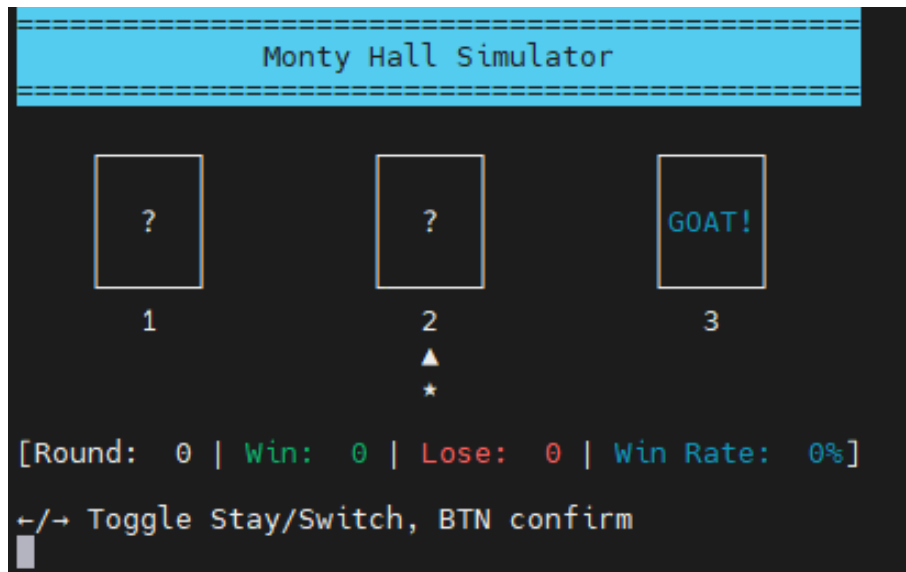 ================================================
Monty Hall Simulator
================================================
? ? GOAT!
1 2 3
▲
★
[Round: 0 | Win: 0 | Lose: 0 | Win Rate: 0%]
←/→ Toggle Stay/Switch, BTN confirm